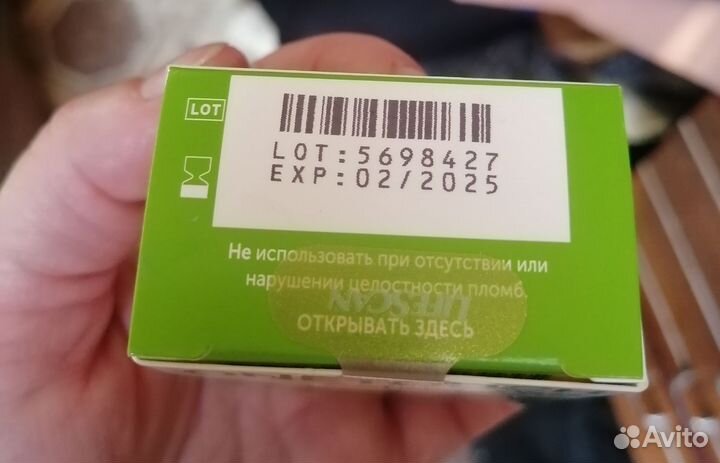 LOT
LOT:5698427
EXP:02/2025
Не использовать при отсутствии или
нарушении целостности пломб.
LIFESCAN
ОТКРЫВАТЬ ЗДЕСЬ
Avito